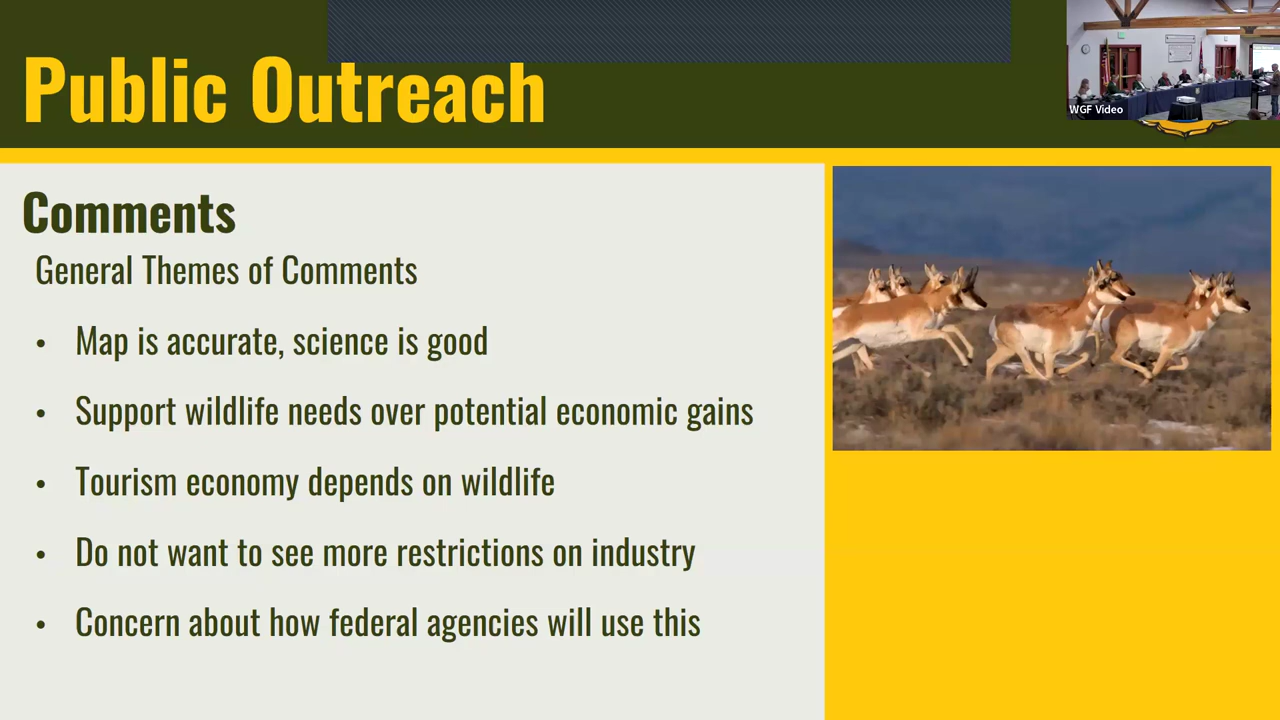 Public Outreach
WGF Video
Comments
General Themes of Comments
• Map is accurate, science is good
• Support wildlife needs over potential economic gains
• Tourism economy depends on wildlife
• Do not want to see more restrictions on industry
• Concern about how federal agencies will use this